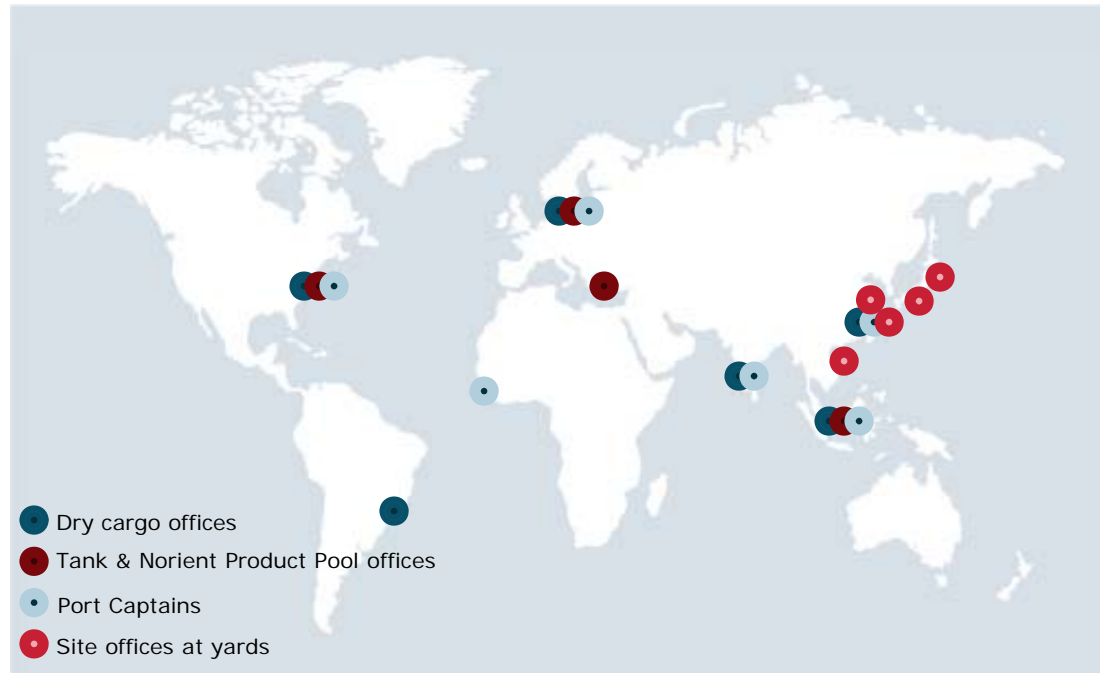 Dry cargo offices
Tank & Norient Product Pool offices
Port Captains
Site offices at yards